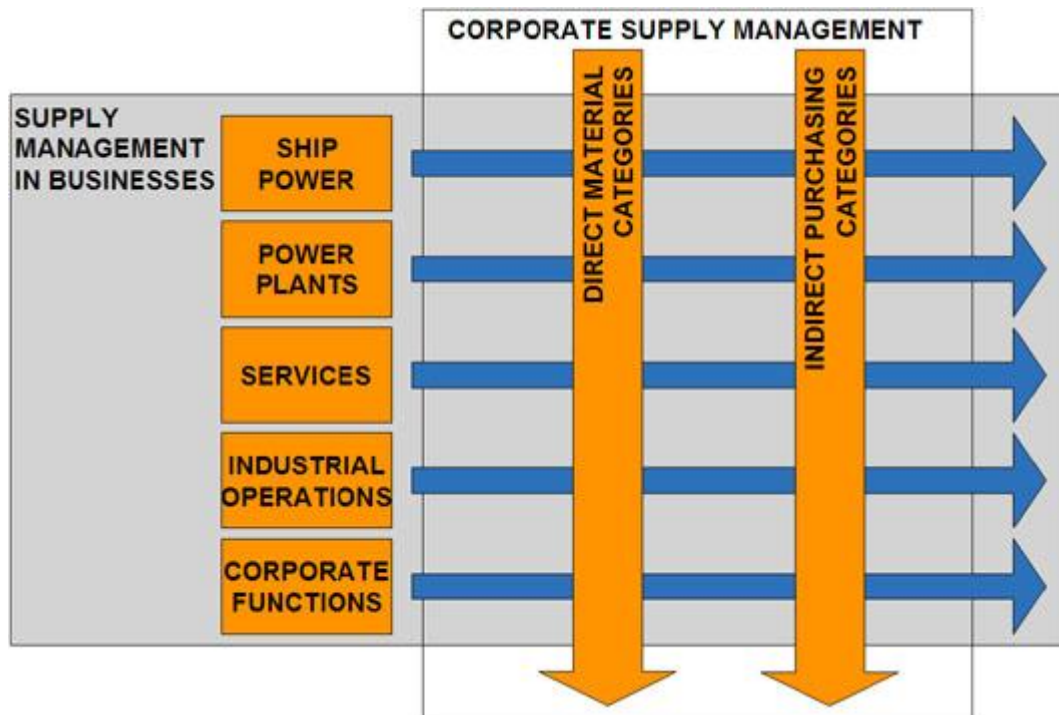 CORPORATE SUPPLY MANAGEMENT
SUPPLY
MANAGEMENT
IN BUSINESSES
SHIP
POWER
POWER
PLANTS
SERVICES
INDUSTRIAL
OPERATIONS
CORPORATE
FUNCTIONS
DIRECT MATERIAL
CATEGORIES
INDIRECT PURCHASING
CATEGORIES